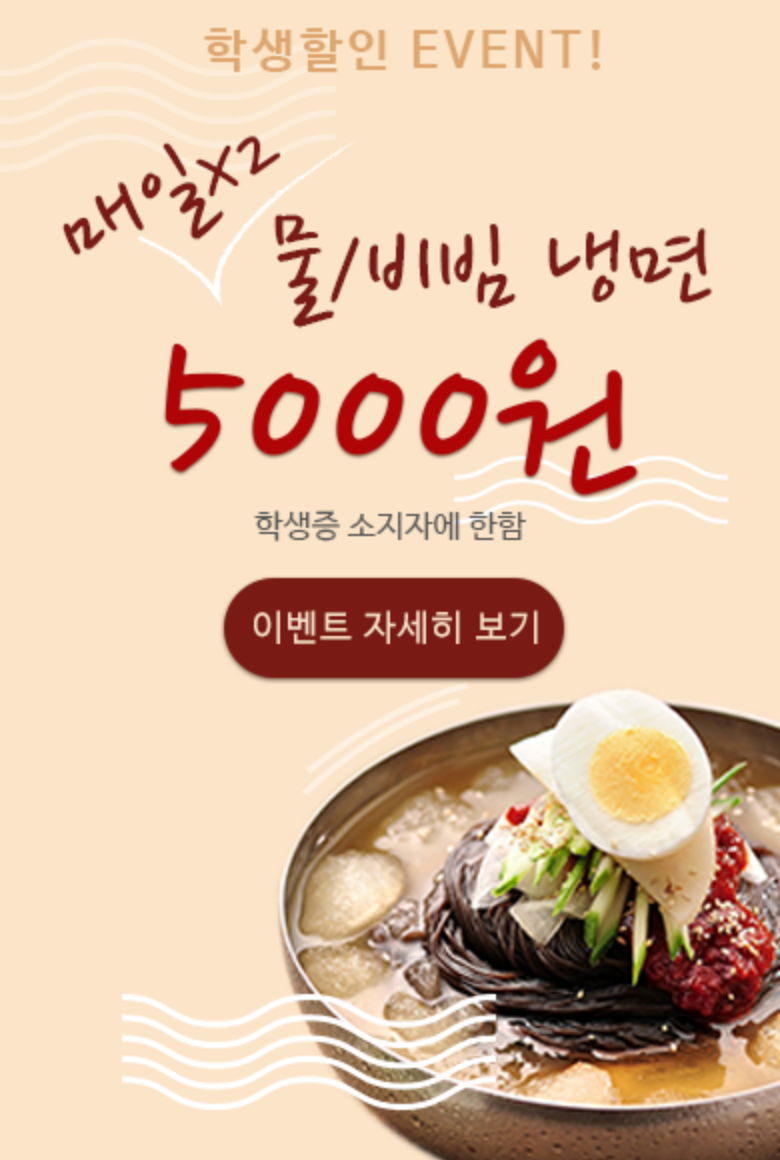 학생할인 EVENT!
매일X2
물/비빔 냉면
5000원
학생증 소지자에 한함
이벤트 자세히 보기